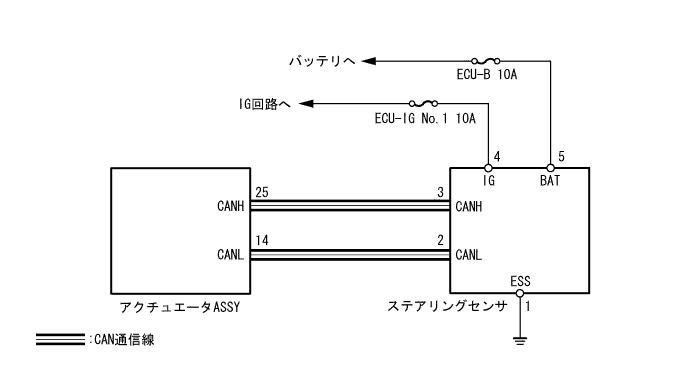 バッテリへ
ECU-B 10A
IG回路へ
ECU-IG No.1 10A
4
5
IG
BAT
25
3
CANH
CANH
14
2
CANL
CANL
ESS
アクチュエータASSY
ステアリングセンサ
1
:CAN通信線